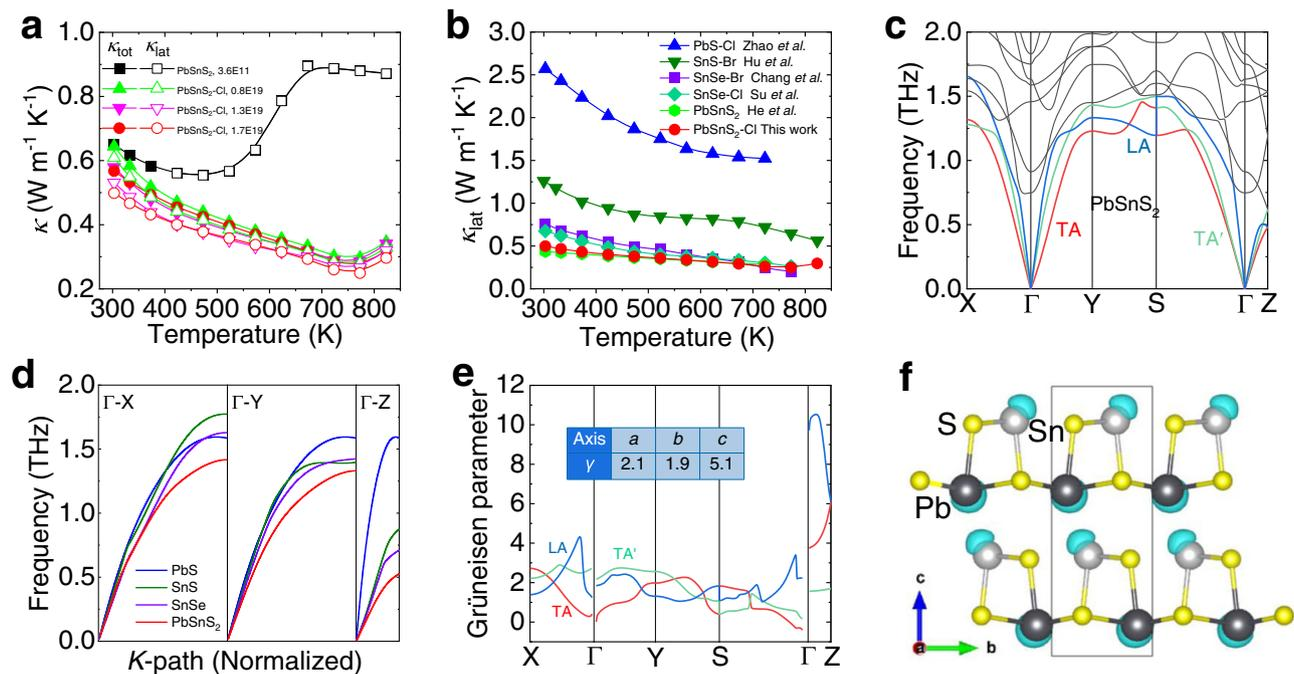 a
1.0
0.8
0.6
0.4
0.2
κ (W m-1 K-1)
κtot κlat
PbSnS2, 3.6E11
PbSnS2-Cl, 0.8E19
PbSnS2-Cl, 1.3E19
PbSnS2-Cl, 1.7E19
300 400 500 600 700 800
Temperature (K)
b
3.0
2.5
2.0
1.5
1.0
0.5
0.0
κlat (W m-1 K-1)
PbS-Cl Zhao et al.
SnS-Br Hu et al.
SnSe-Br Chang et al.
SnSe-Cl Su et al.
PbSnS2 He et al.
PbSnS2-Cl This work
300 400 500 600 700 800
Temperature (K)
c
2.0
1.5
1.0
0.5
0.0
Frequency (THz)
LA
PbSnS2
TA
TA′
X Γ Y S Γ Z
d
2.0
1.5
1.0
0.5
0.0
Frequency (THz)
Γ-X Γ-Y Γ-Z
PbS
SnS
SnSe
PbSnS2
K-path (Normalized)
e
12
10
8
6
4
2
0
Grüneisen parameter
Axis a b c
γ 2.1 1.9 5.1
LA
TA′
TA
X Γ Y S Γ Z
f
S
Sn
Pb
c
a
b